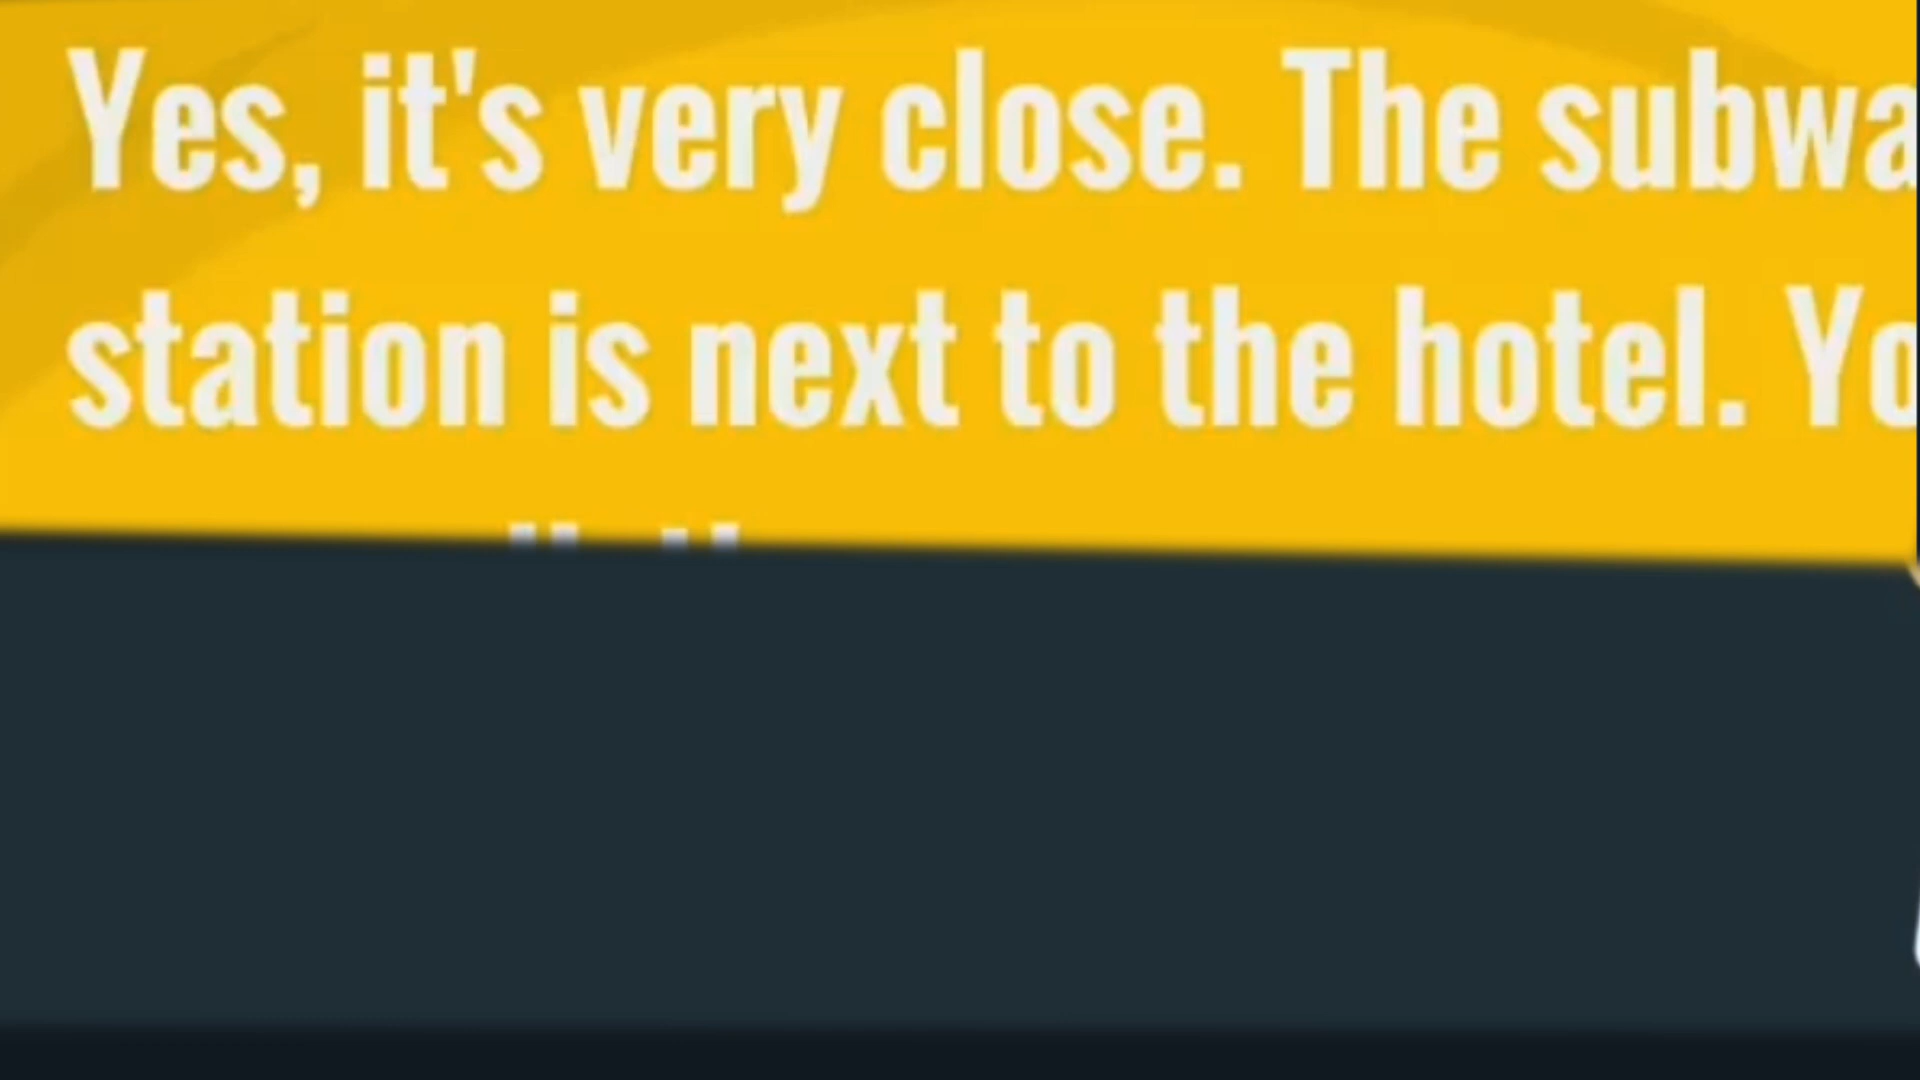 Yes, it's very close. The subwa
station is next to the hotel. Yo